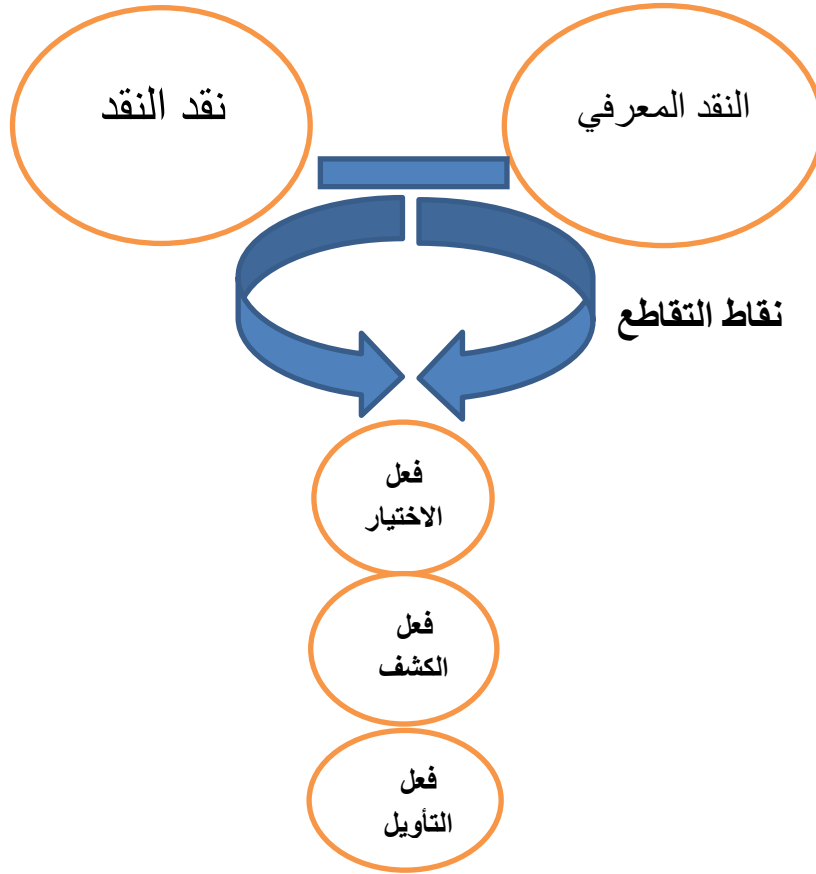 النقد المعرفي
نقد النقد
نقاط التقاطع
فعل
الاختيار
فعل
الكشف
فعل
التأويل